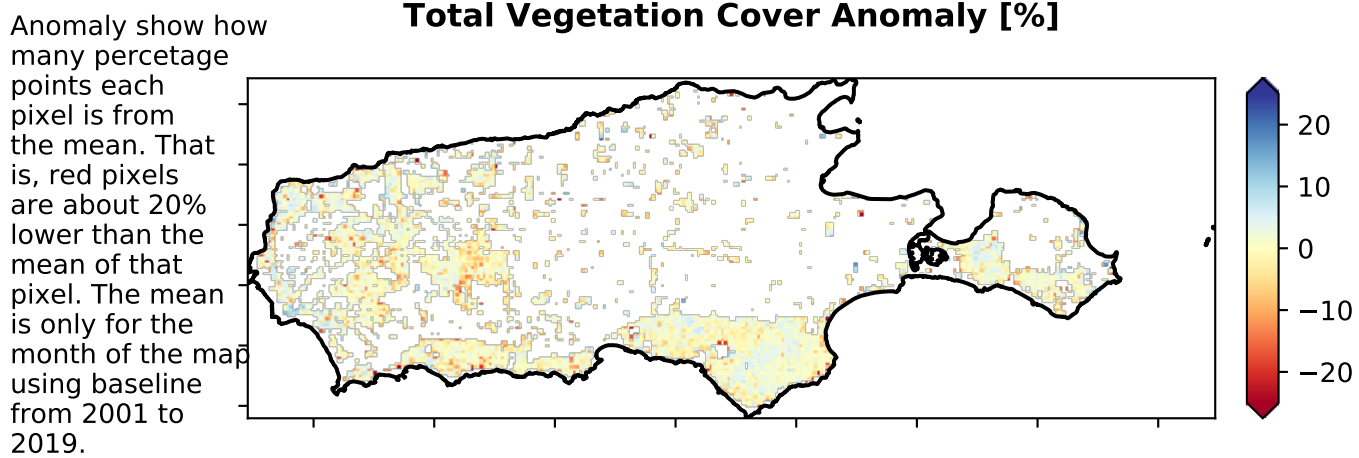 Total Vegetation Cover Anomaly [%]
Anomaly show how
many percetage
points each
pixel is from
the mean. That
is, red pixels
are about 20%
lower than the
mean of that
pixel. The mean
is only for the
month of the map
using baseline
from 2001 to
2019.
20
10
0
−10
−20